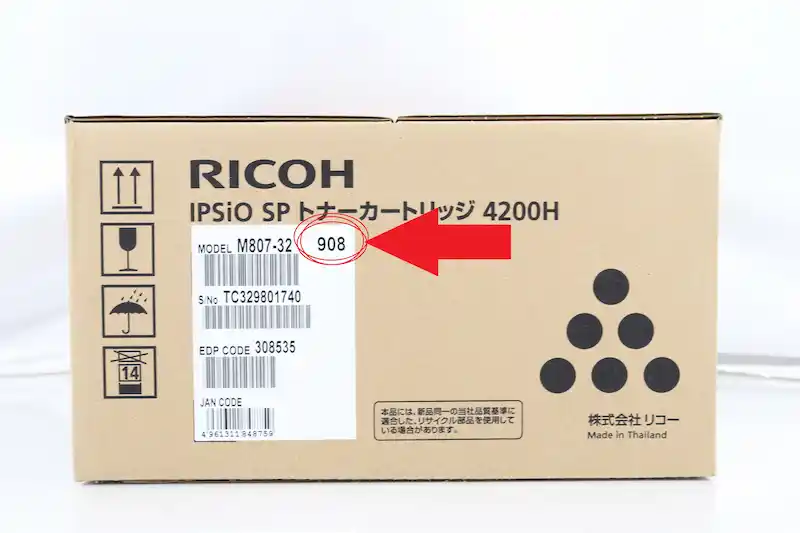 RICOH
IPSiO SP トナーカートリッジ 4200H
MODEL M807-32 908
S/No TC329801740
EDP CODE 308535
JAN CODE
4961311848759
14
本品には、新品同一の当社品質基準に
適合した、リサイクル部品を使用して
いる場合があります。
株式会社 リコー
Made in Thailand